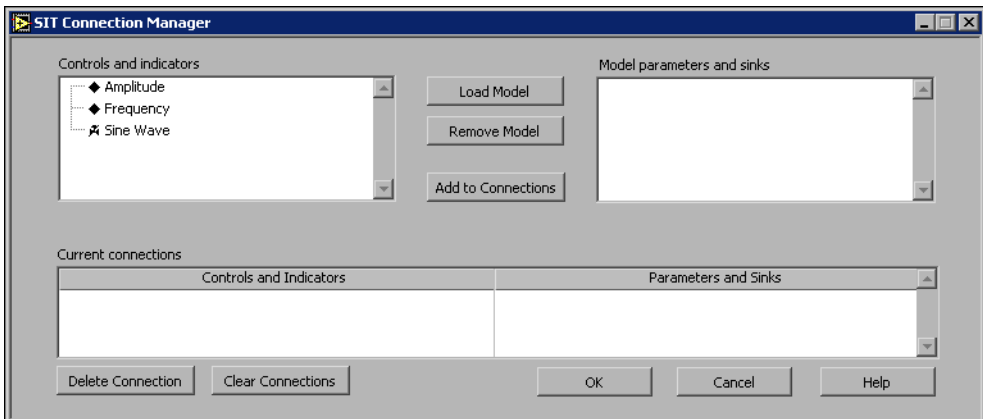 SIT Connection Manager
Controls and indicators
Amplitude
Frequency
Sine Wave
Load Model
Remove Model
Add to Connections
Model parameters and sinks
Current connections
Controls and Indicators
Parameters and Sinks
Delete Connection
Clear Connections
OK
Cancel
Help